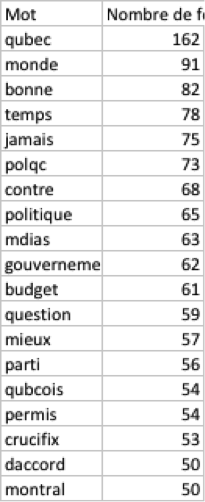 Mot Nombre de fo
qubec 162
monde 91
bonne 82
temps 78
jamais 75
polqc 73
contre 68
politique 65
mdias 63
gouverneme 62
budget 61
question 59
mieux 57
parti 56
qubcois 54
permis 54
crucifix 53
daccord 50
montral 50